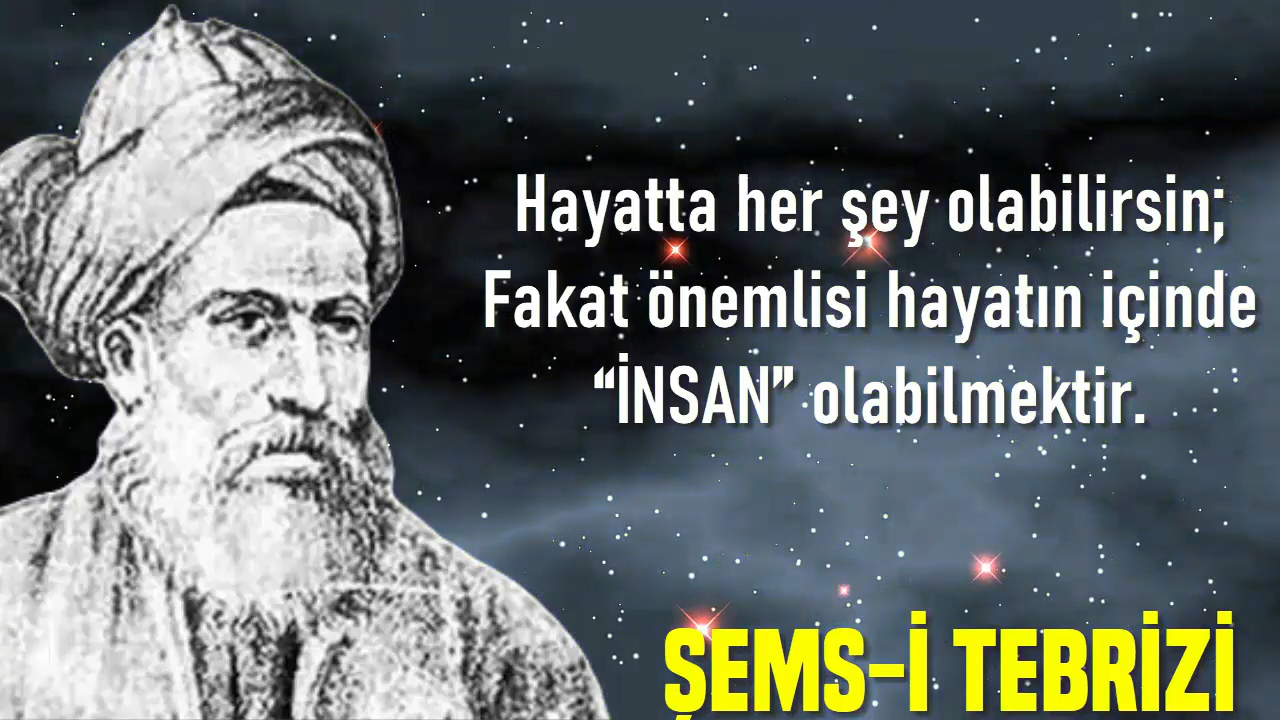 Hayatta her şey olabilirsin;
Fakat önemlisi hayatın içinde
“İNSAN” olabilmektir.
ŞEMS-İ TEBRİZİ